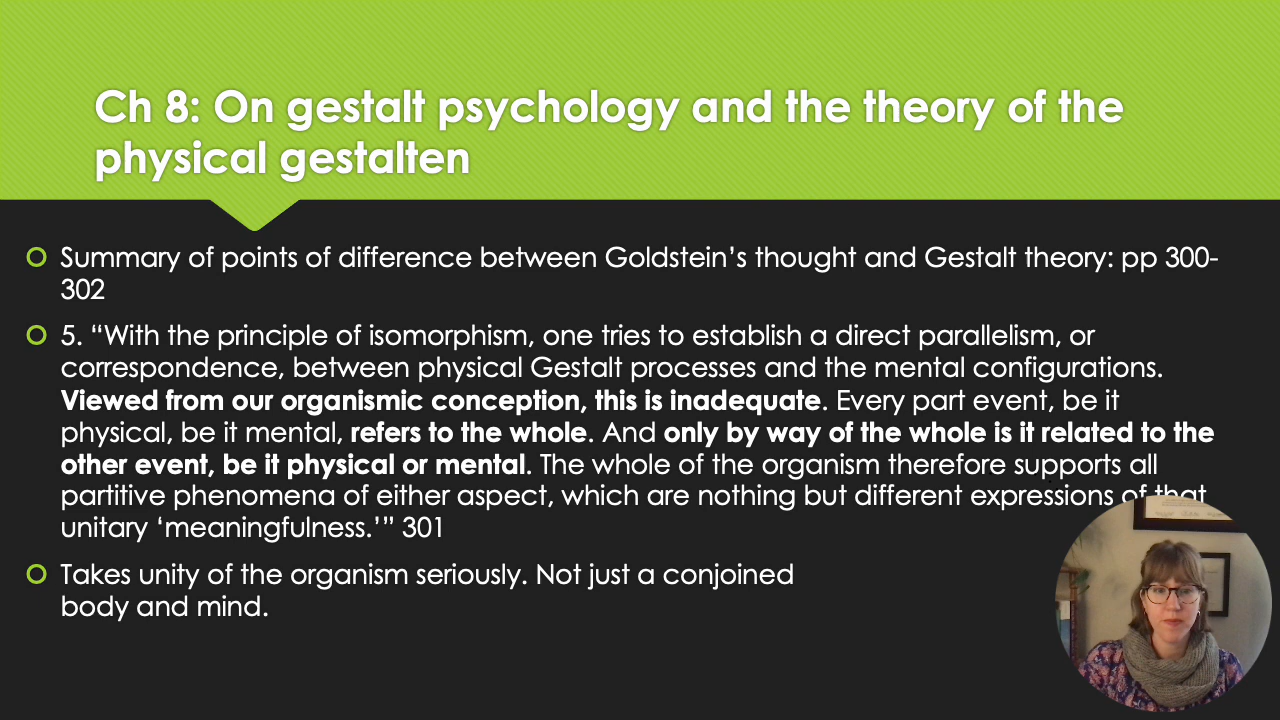 Ch 8: On gestalt psychology and the theory of the
physical gestalten
Summary of points of difference between Goldstein’s thought and Gestalt theory: pp 300-
302
5. “With the principle of isomorphism, one tries to establish a direct parallelism, or
correspondence, between physical Gestalt processes and the mental configurations.
Viewed from our organismic conception, this is inadequate. Every part event, be it
physical, be it mental, refers to the whole. And only by way of the whole is it related to the
other event, be it physical or mental. The whole of the organism therefore supports all
partitive phenomena of either aspect, which are nothing but different expressions of that
unitary ‘meaningfulness.’” 301
Takes unity of the organism seriously. Not just a conjoined
body and mind.